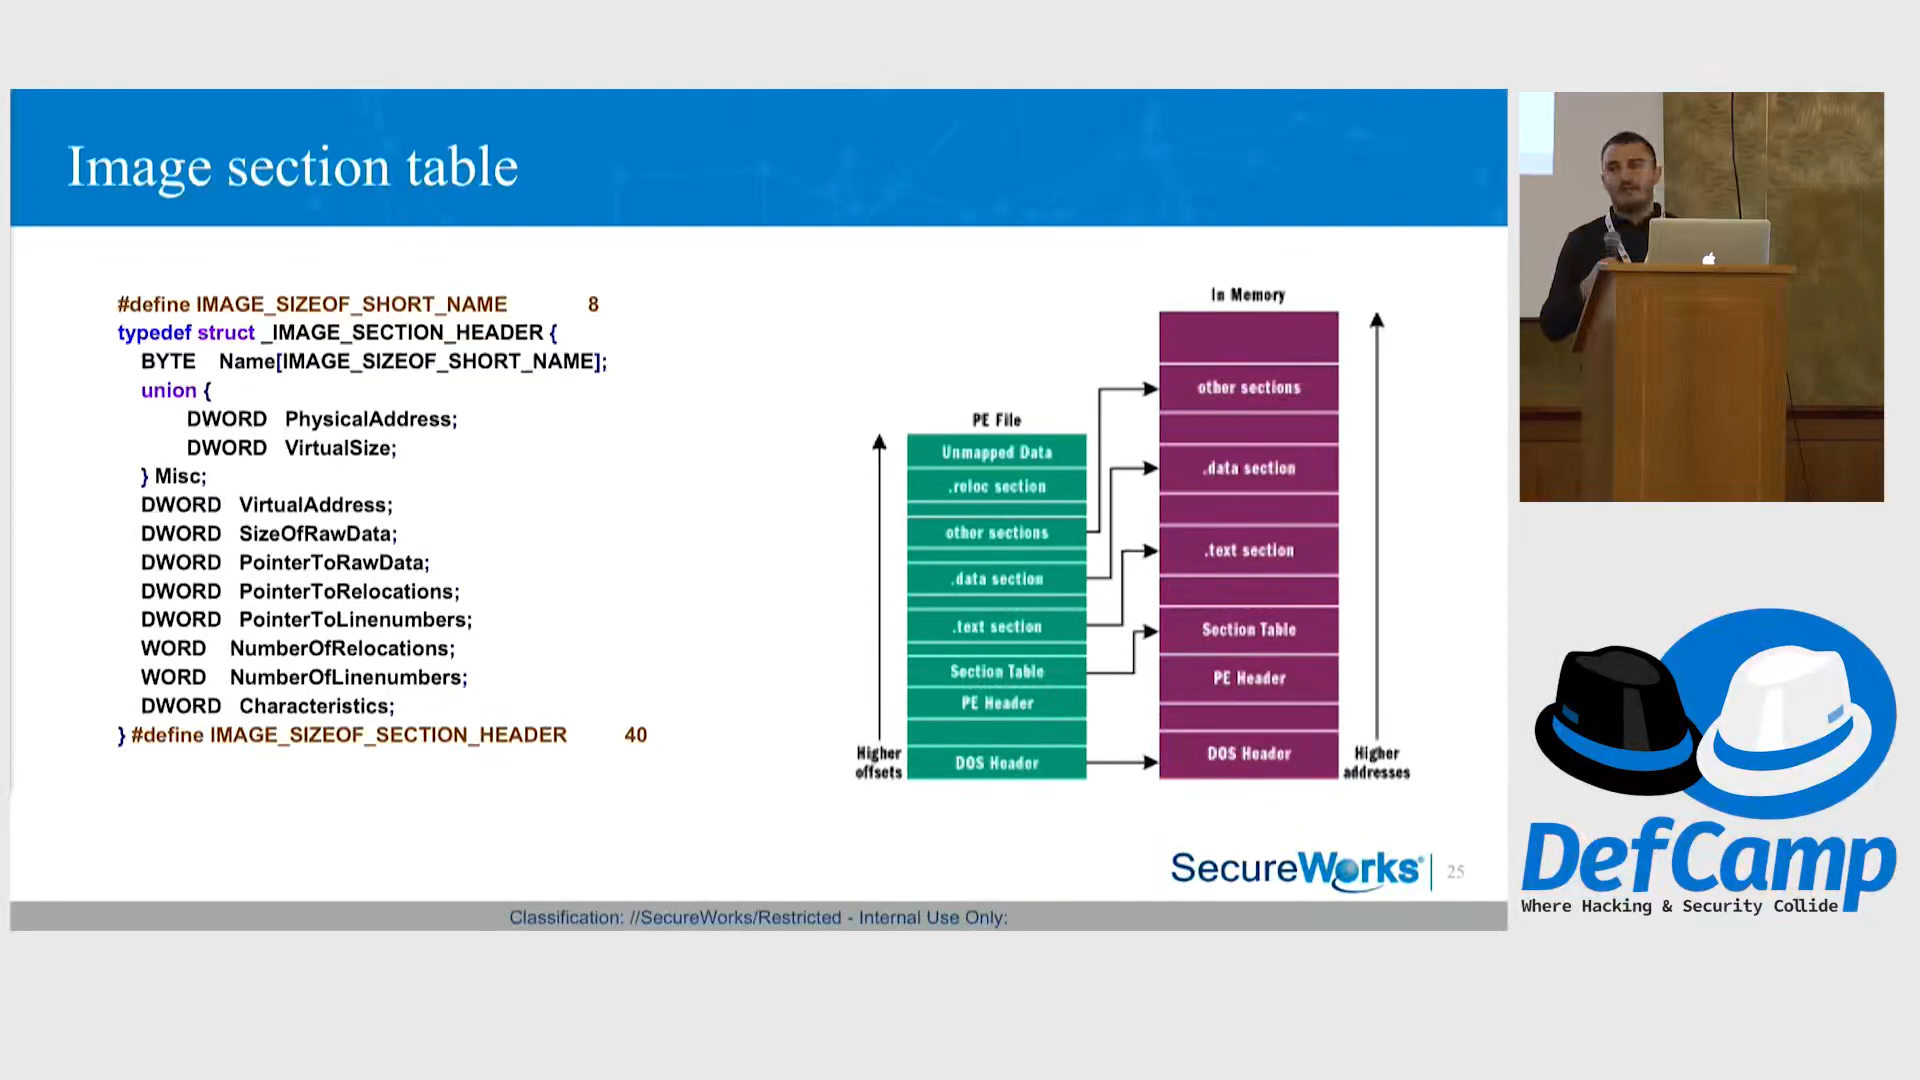 Image section table
#define IMAGE_SIZEOF_SHORT_NAME 8
typedef struct _IMAGE_SECTION_HEADER {
BYTE Name[IMAGE_SIZEOF_SHORT_NAME];
union {
DWORD PhysicalAddress;
DWORD VirtualSize;
} Misc;
DWORD VirtualAddress;
DWORD SizeOfRawData;
DWORD PointerToRawData;
DWORD PointerToRelocations;
DWORD PointerToLinenumbers;
WORD NumberOfRelocations;
WORD NumberOfLinenumbers;
DWORD Characteristics;
} #define IMAGE_SIZEOF_SECTION_HEADER 40
PE File
Unmapped Data
.reloc section
other sections
.data section
.text section
Section Table
PE Header
DOS Header
Higher
offsets
In Memory
other sections
.data section
.text section
Section Table
PE Header
DOS Header
Higher
addresses
SecureWorks® 25
Classification: //SecureWorks/Restricted - Internal Use Only:
DefCamp
Where Hacking & Security Collide